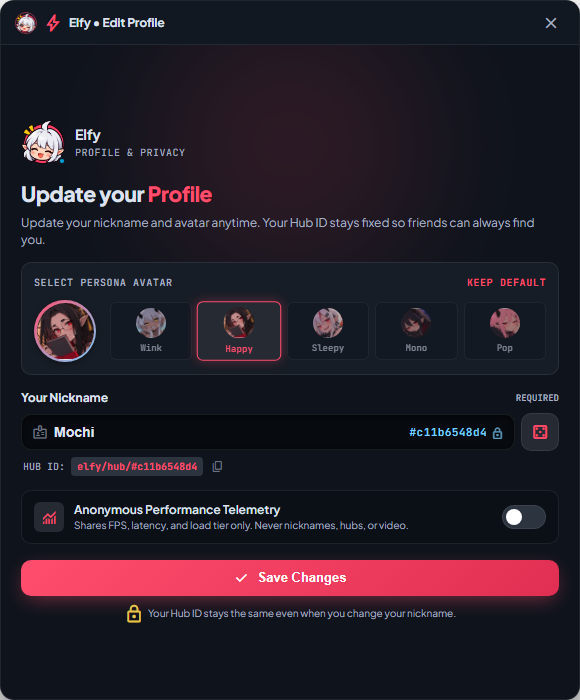 Elfy • Edit Profile
Elfy
PROFILE & PRIVACY
Update your Profile
Update your nickname and avatar anytime. Your Hub ID stays fixed so friends can always find
you.
SELECT PERSONA AVATAR
KEEP DEFAULT
Wink
Happy
Sleepy
Mono
Pop
Your Nickname
REQUIRED
Mochi
#c11b6548d4
HUB ID: elfy/hub/#c11b6548d4
Anonymous Performance Telemetry
Shares FPS, latency, and load tier only. Never nicknames, hubs, or video.
Save Changes
Your Hub ID stays the same even when you change your nickname.